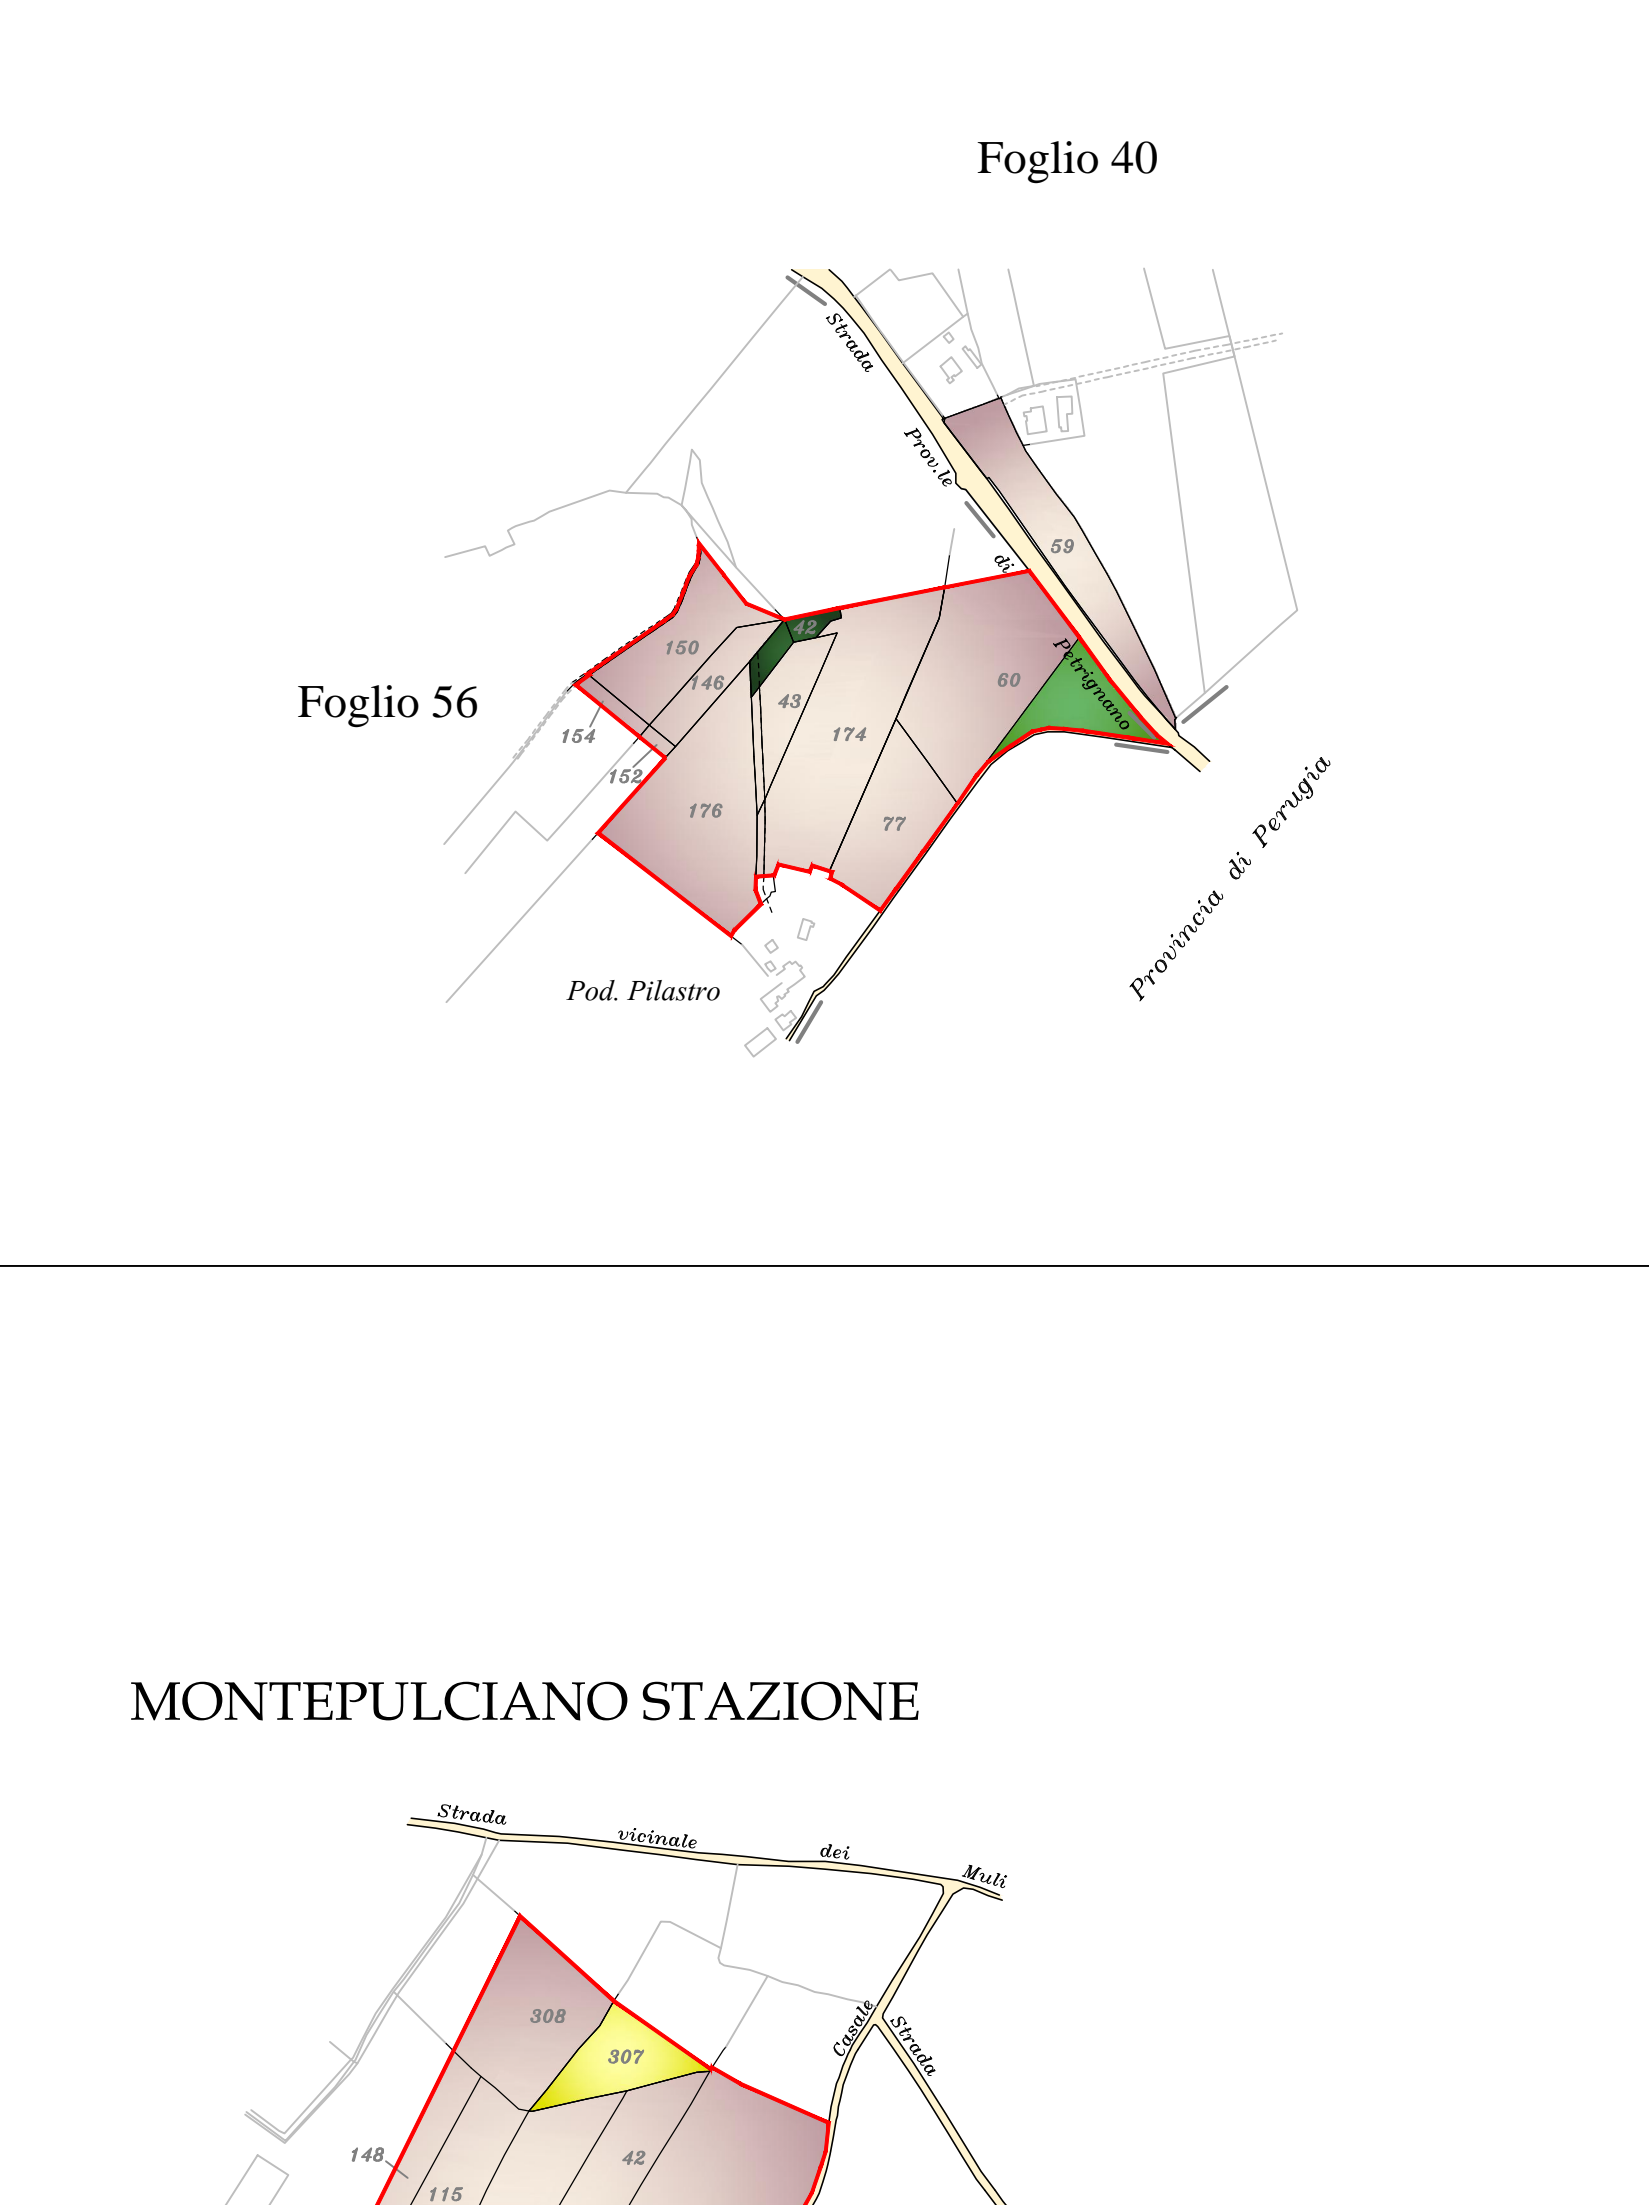 Foglio 40
Strada
Prov.le
di
Petrignano
59
42
150
146
43
60
174
154
152
176
77
Foglio 56
Provincia di Perugia
Pod. Pilastro
MONTEPULCIANO STAZIONE
Strada vicinale dei Muli
308
307
Casale
Strada
148
42
115